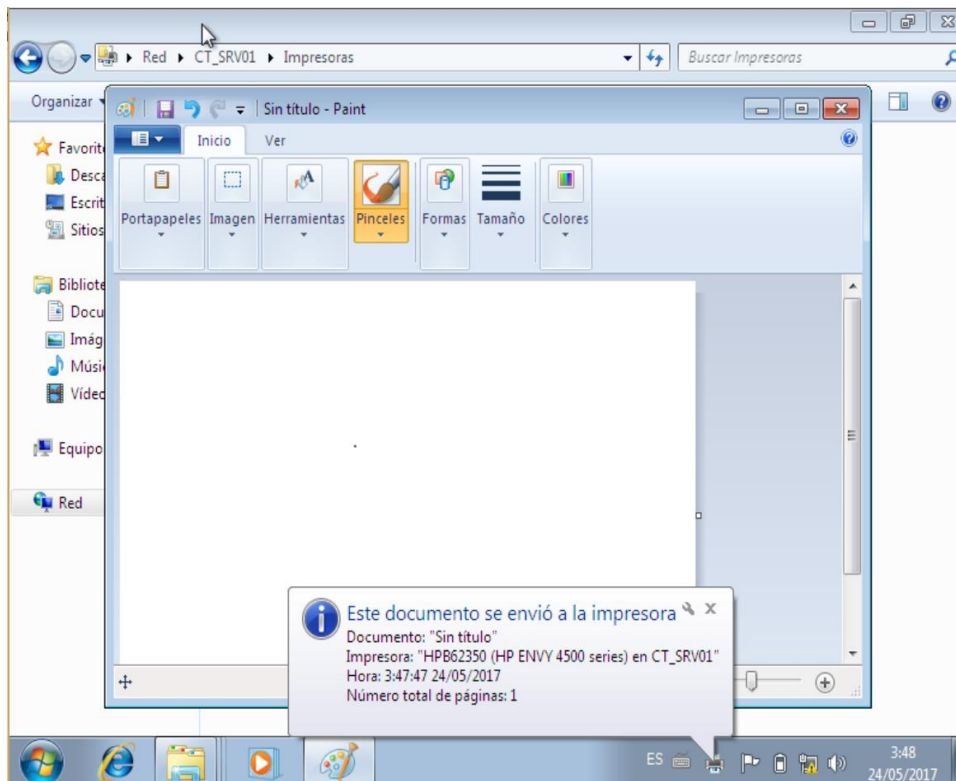 Red ▸ CT_SRV01 ▸ Impresoras
Buscar Impresoras
Organizar
Sin título - Paint
Inicio Ver
Favorit
Desca
Escrit
Sitios
Portapapeles Imagen Herramientas Pinceles Formas Tamaño Colores
Bibliote
Docu
Imág
Músi
Vídeo
Equipo
Red
Este documento se envió a la impresora
Documento: "Sin título"
Impresora: "HPB62350 (HP ENVY 4500 series) en CT_SRV01"
Hora: 3:47:47 24/05/2017
Número total de páginas: 1
ES
3:48
24/05/2017